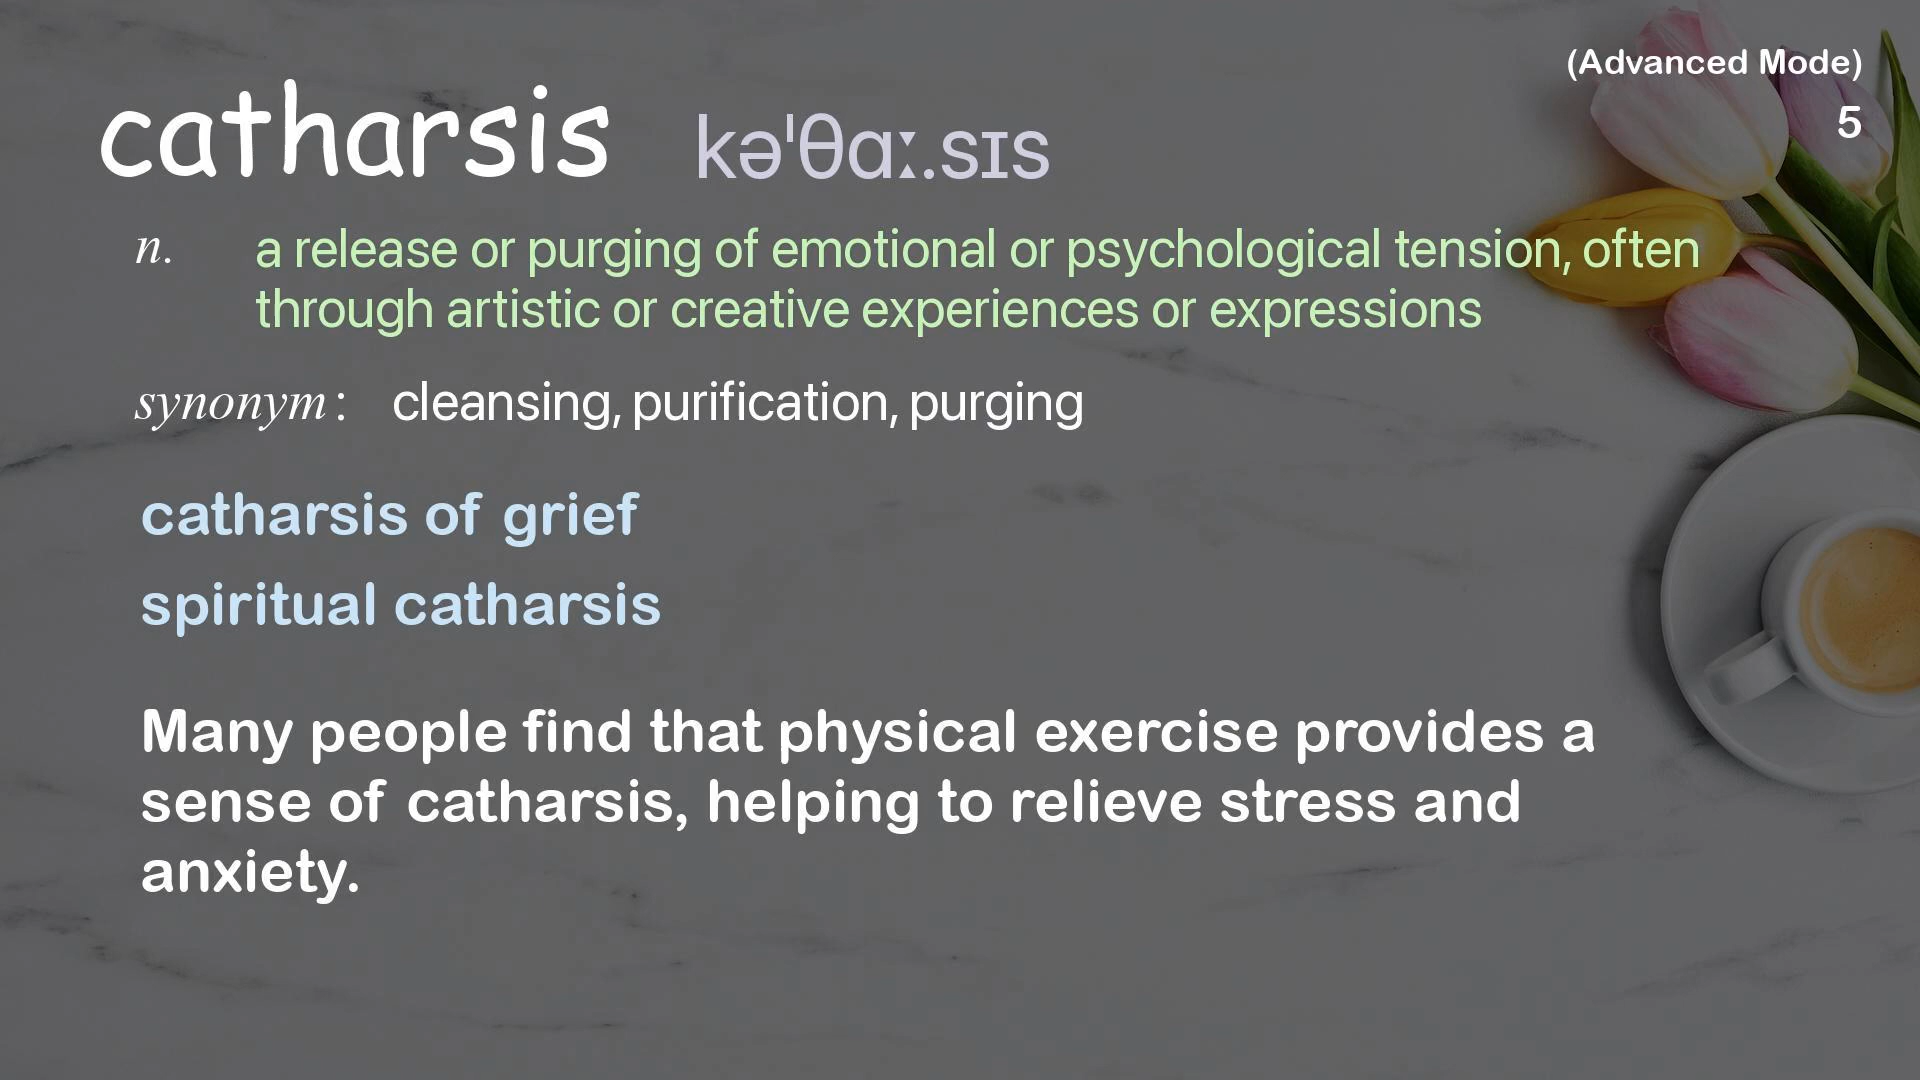 (Advanced Mode)
5
catharsis kəˈθɑː.sɪs
n. a release or purging of emotional or psychological tension, often
through artistic or creative experiences or expressions
synonym: cleansing, purification, purging
catharsis of grief
spiritual catharsis
Many people find that physical exercise provides a
sense of catharsis, helping to relieve stress and
anxiety.